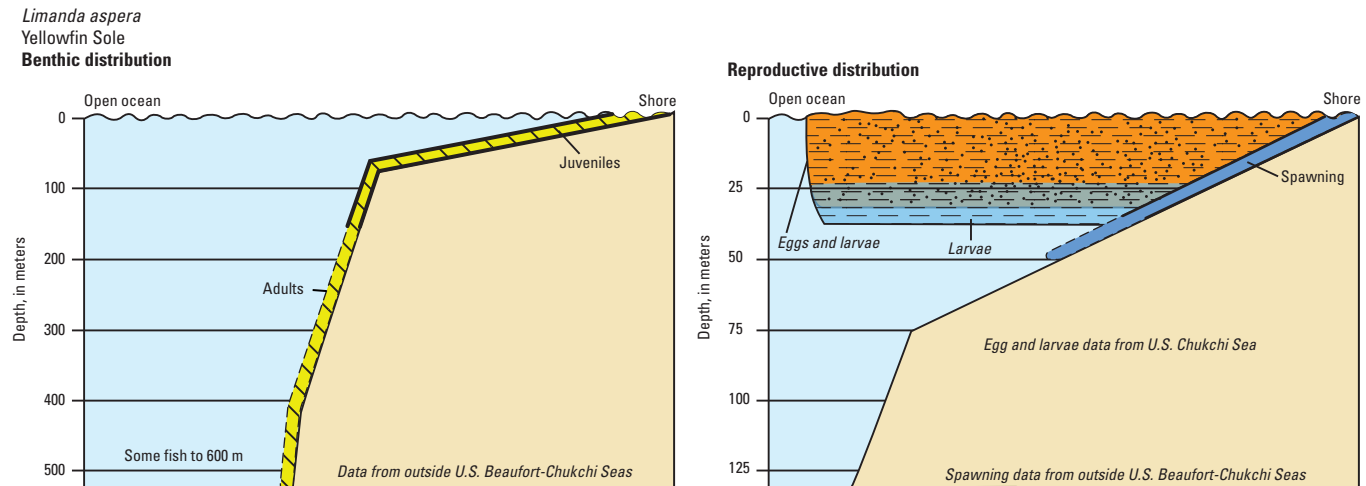 Limanda aspera
Yellowfin Sole
Benthic distribution
Open ocean
Shore
0
100
200
300
400
500
Depth, in meters
Juveniles
Adults
Some fish to 600 m
Data from outside U.S. Beaufort-Chukchi Seas
Reproductive distribution
Open ocean
Shore
0
25
50
75
100
125
Depth, in meters
Spawning
Eggs and larvae
Larvae
Egg and larvae data from U.S. Chukchi Sea
Spawning data from outside U.S. Beaufort-Chukchi Seas